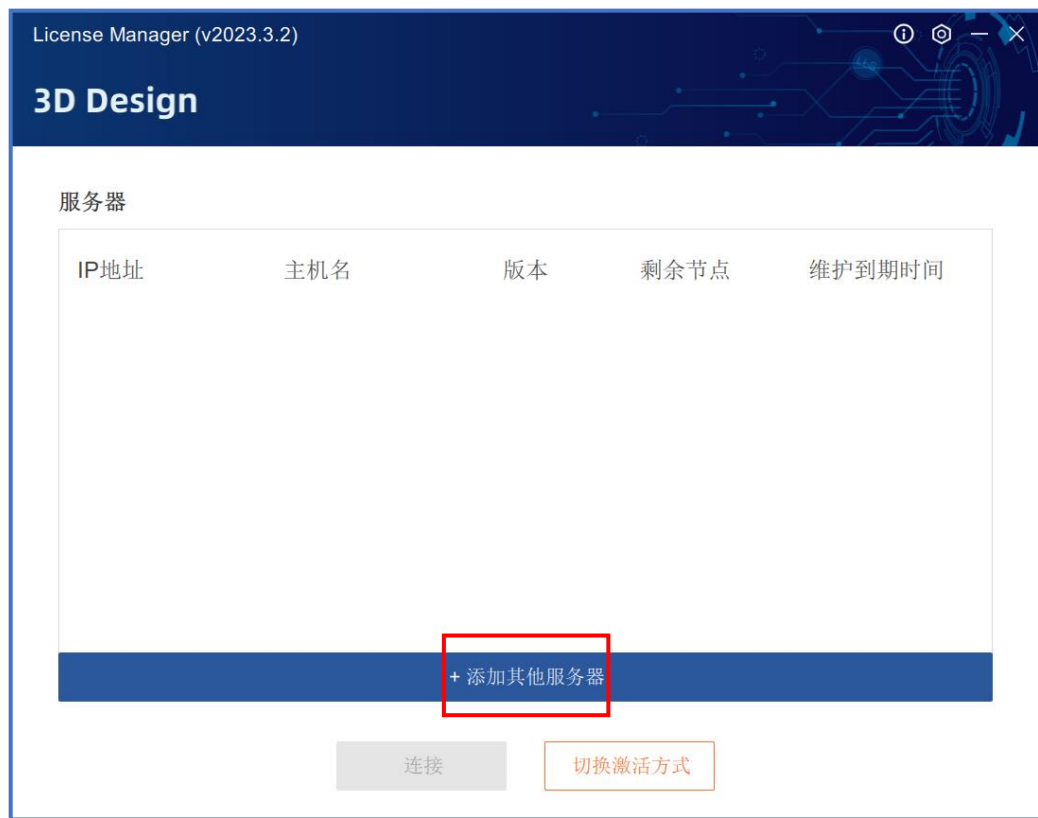 License Manager (v2023.3.2)
3D Design
服务器
IP地址 主机名 版本 剩余节点 维护到期时间
+ 添加其他服务器
连接 切换激活方式